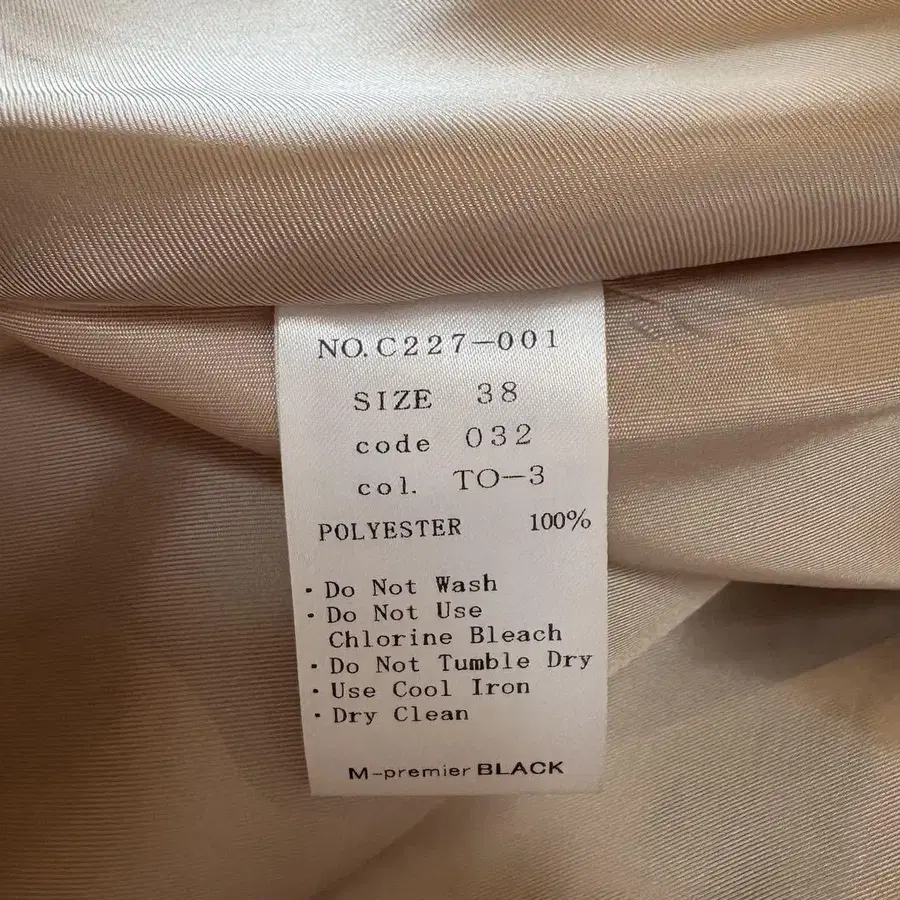 NO.C227-001
SIZE 38
code 032
col. TO-3
POLYESTER 100%
・Do Not Wash
・Do Not Use
Chlorine Bleach
・Do Not Tumble Dry
・Use Cool Iron
・Dry Clean
M-premier BLACK